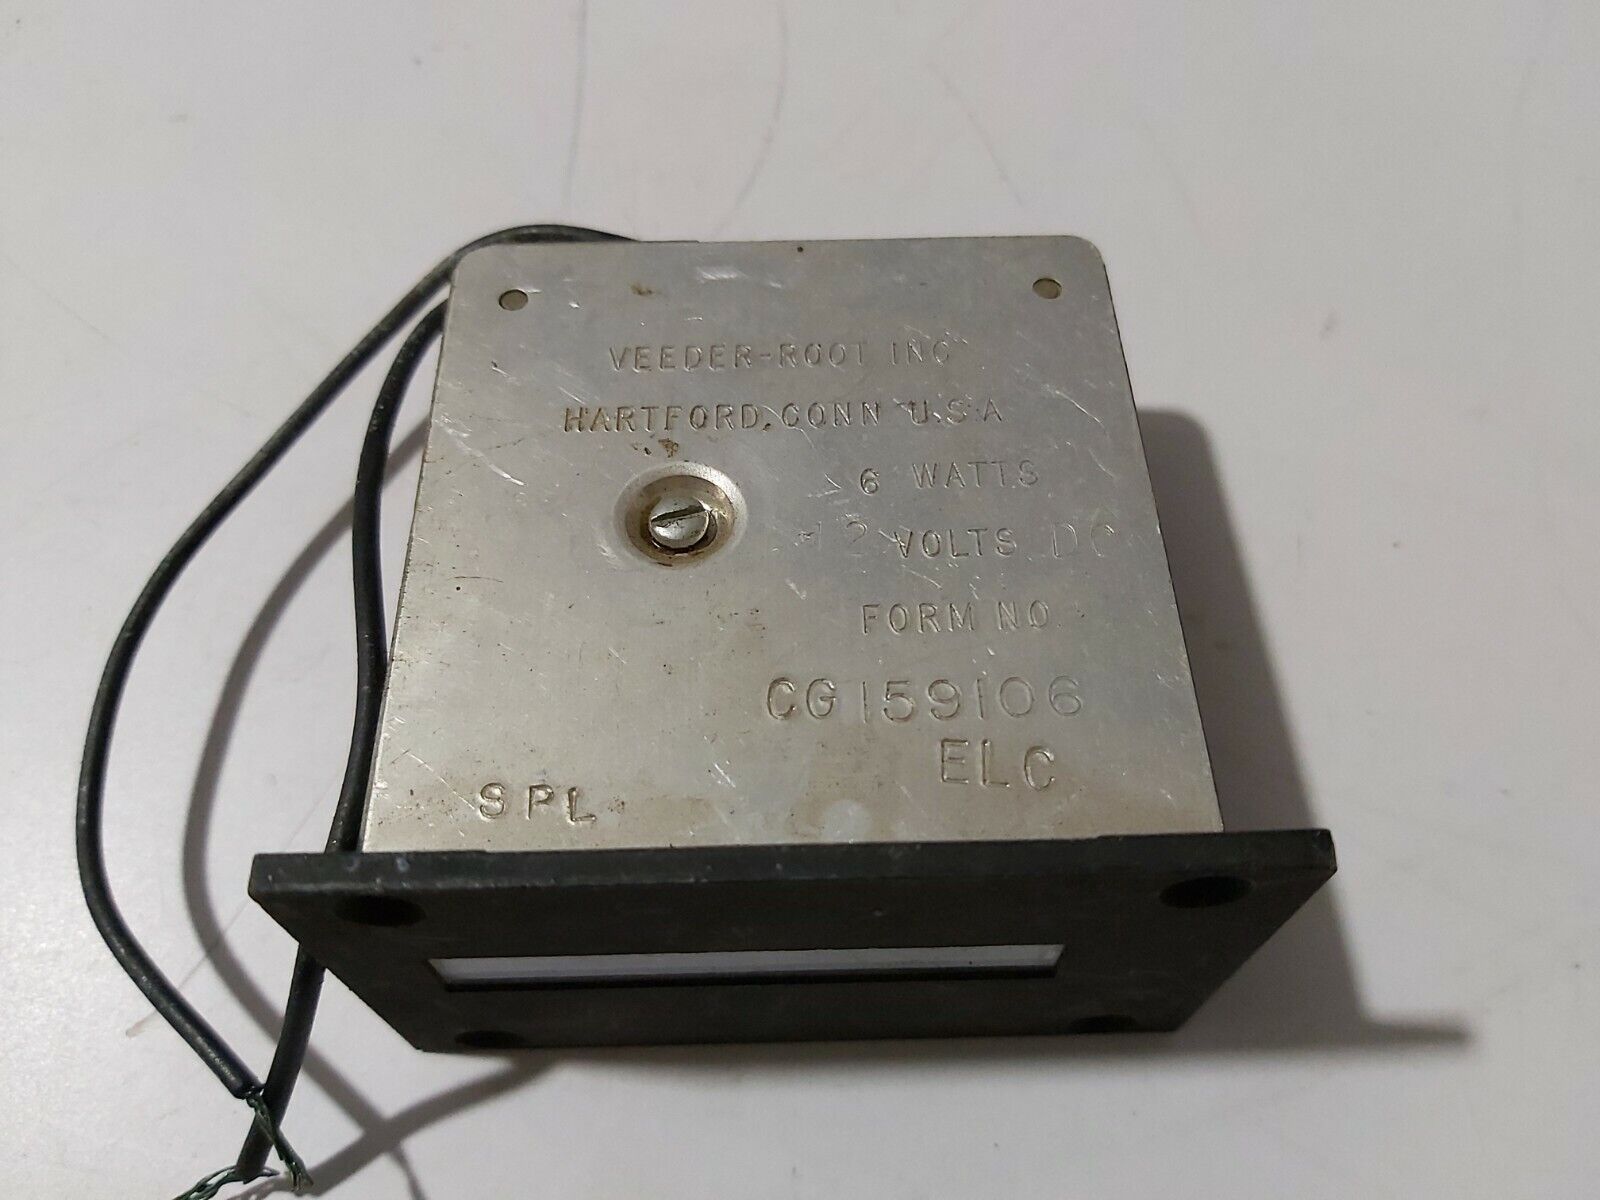 VEEDER-ROOT INC
HARTFORD, CONN U.S.A
6 WATTS
12 VOLTS DC
FORM NO.
CG159106
ELC
SPL